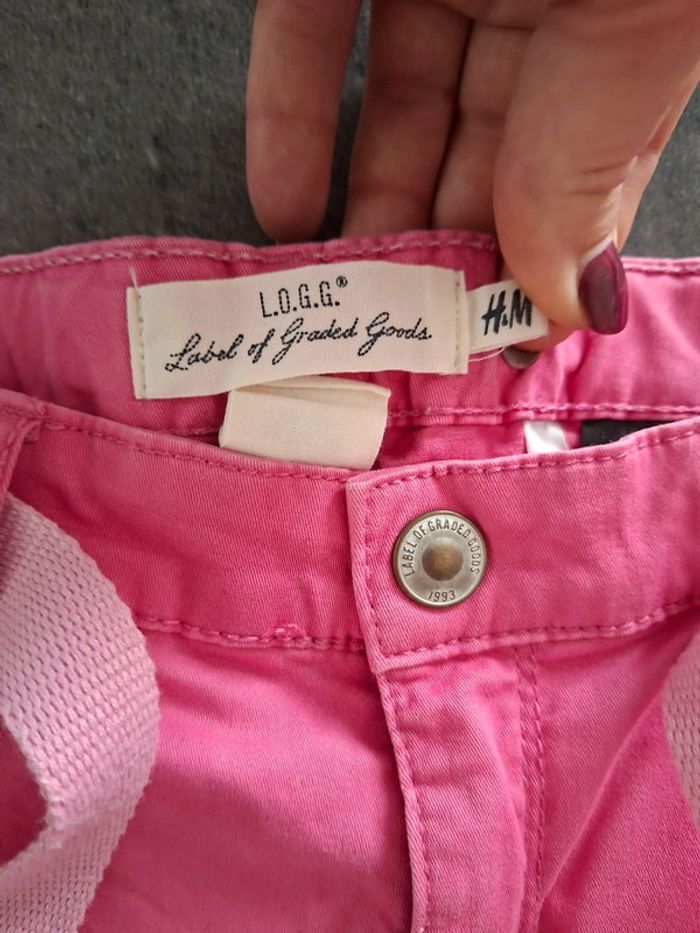 L.O.G.G.®
Label of Graded Goods.
H&M
LABEL OF GRADED GOODS
1993